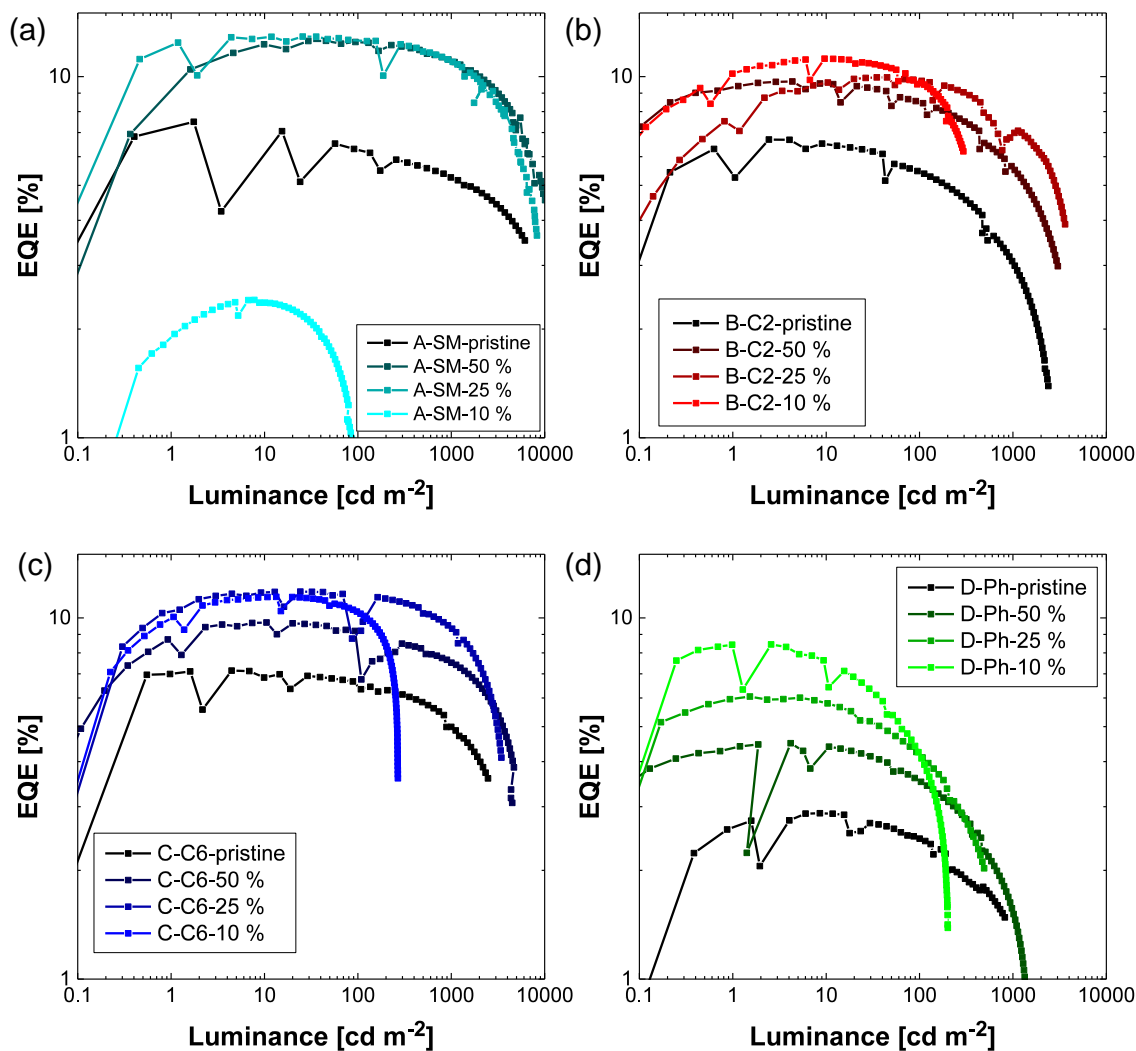 (a)
EQE [%]
10
1
0.1 1 10 100 1000 10000
Luminance [cd m⁻²]
A-SM-pristine
A-SM-50 %
A-SM-25 %
A-SM-10 %
(b)
EQE [%]
10
1
0.1 1 10 100 1000 10000
Luminance [cd m⁻²]
B-C2-pristine
B-C2-50 %
B-C2-25 %
B-C2-10 %
(c)
EQE [%]
10
1
0.1 1 10 100 1000 10000
Luminance [cd m⁻²]
C-C6-pristine
C-C6-50 %
C-C6-25 %
C-C6-10 %
(d)
EQE [%]
10
1
0.1 1 10 100 1000 10000
Luminance [cd m⁻²]
D-Ph-pristine
D-Ph-50 %
D-Ph-25 %
D-Ph-10 %